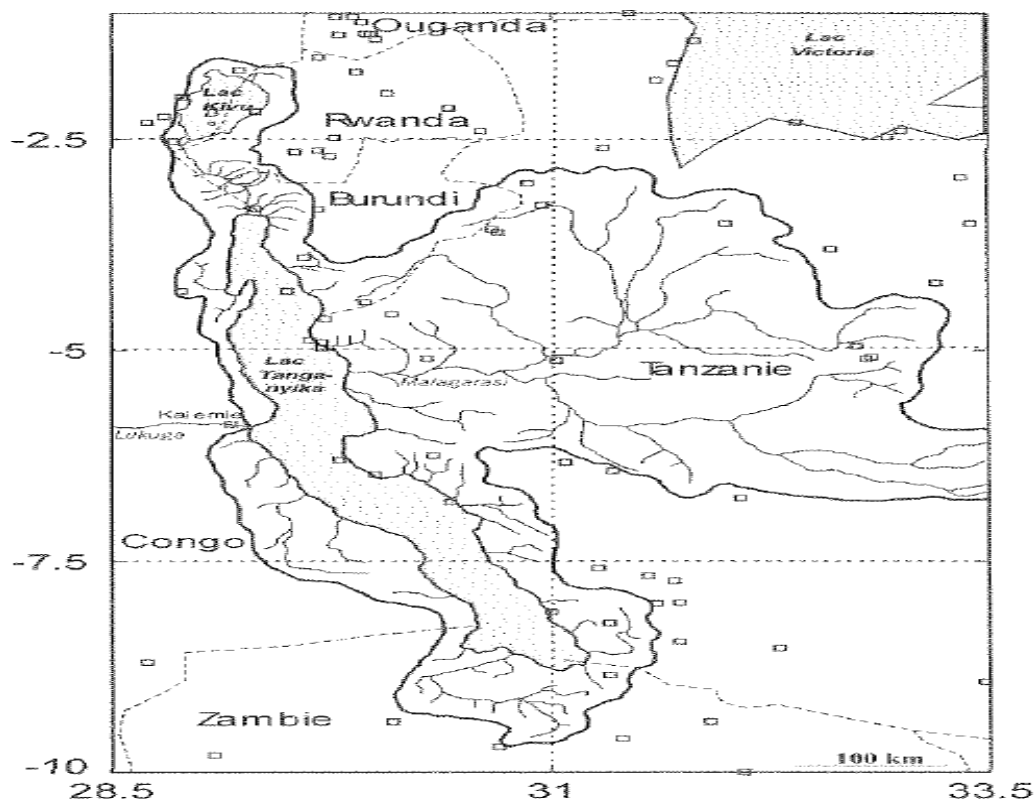 Ouganda
Lac
Victoria
Lac
Kivu
Rwanda
-2.5
Burundi
-5
Lac
Tanga-
nyika
Malagarasi
Tanzanie
Kalemie
Lukuga
Congo
-7.5
Zambie
100 km
-10
28.5
31
33.5